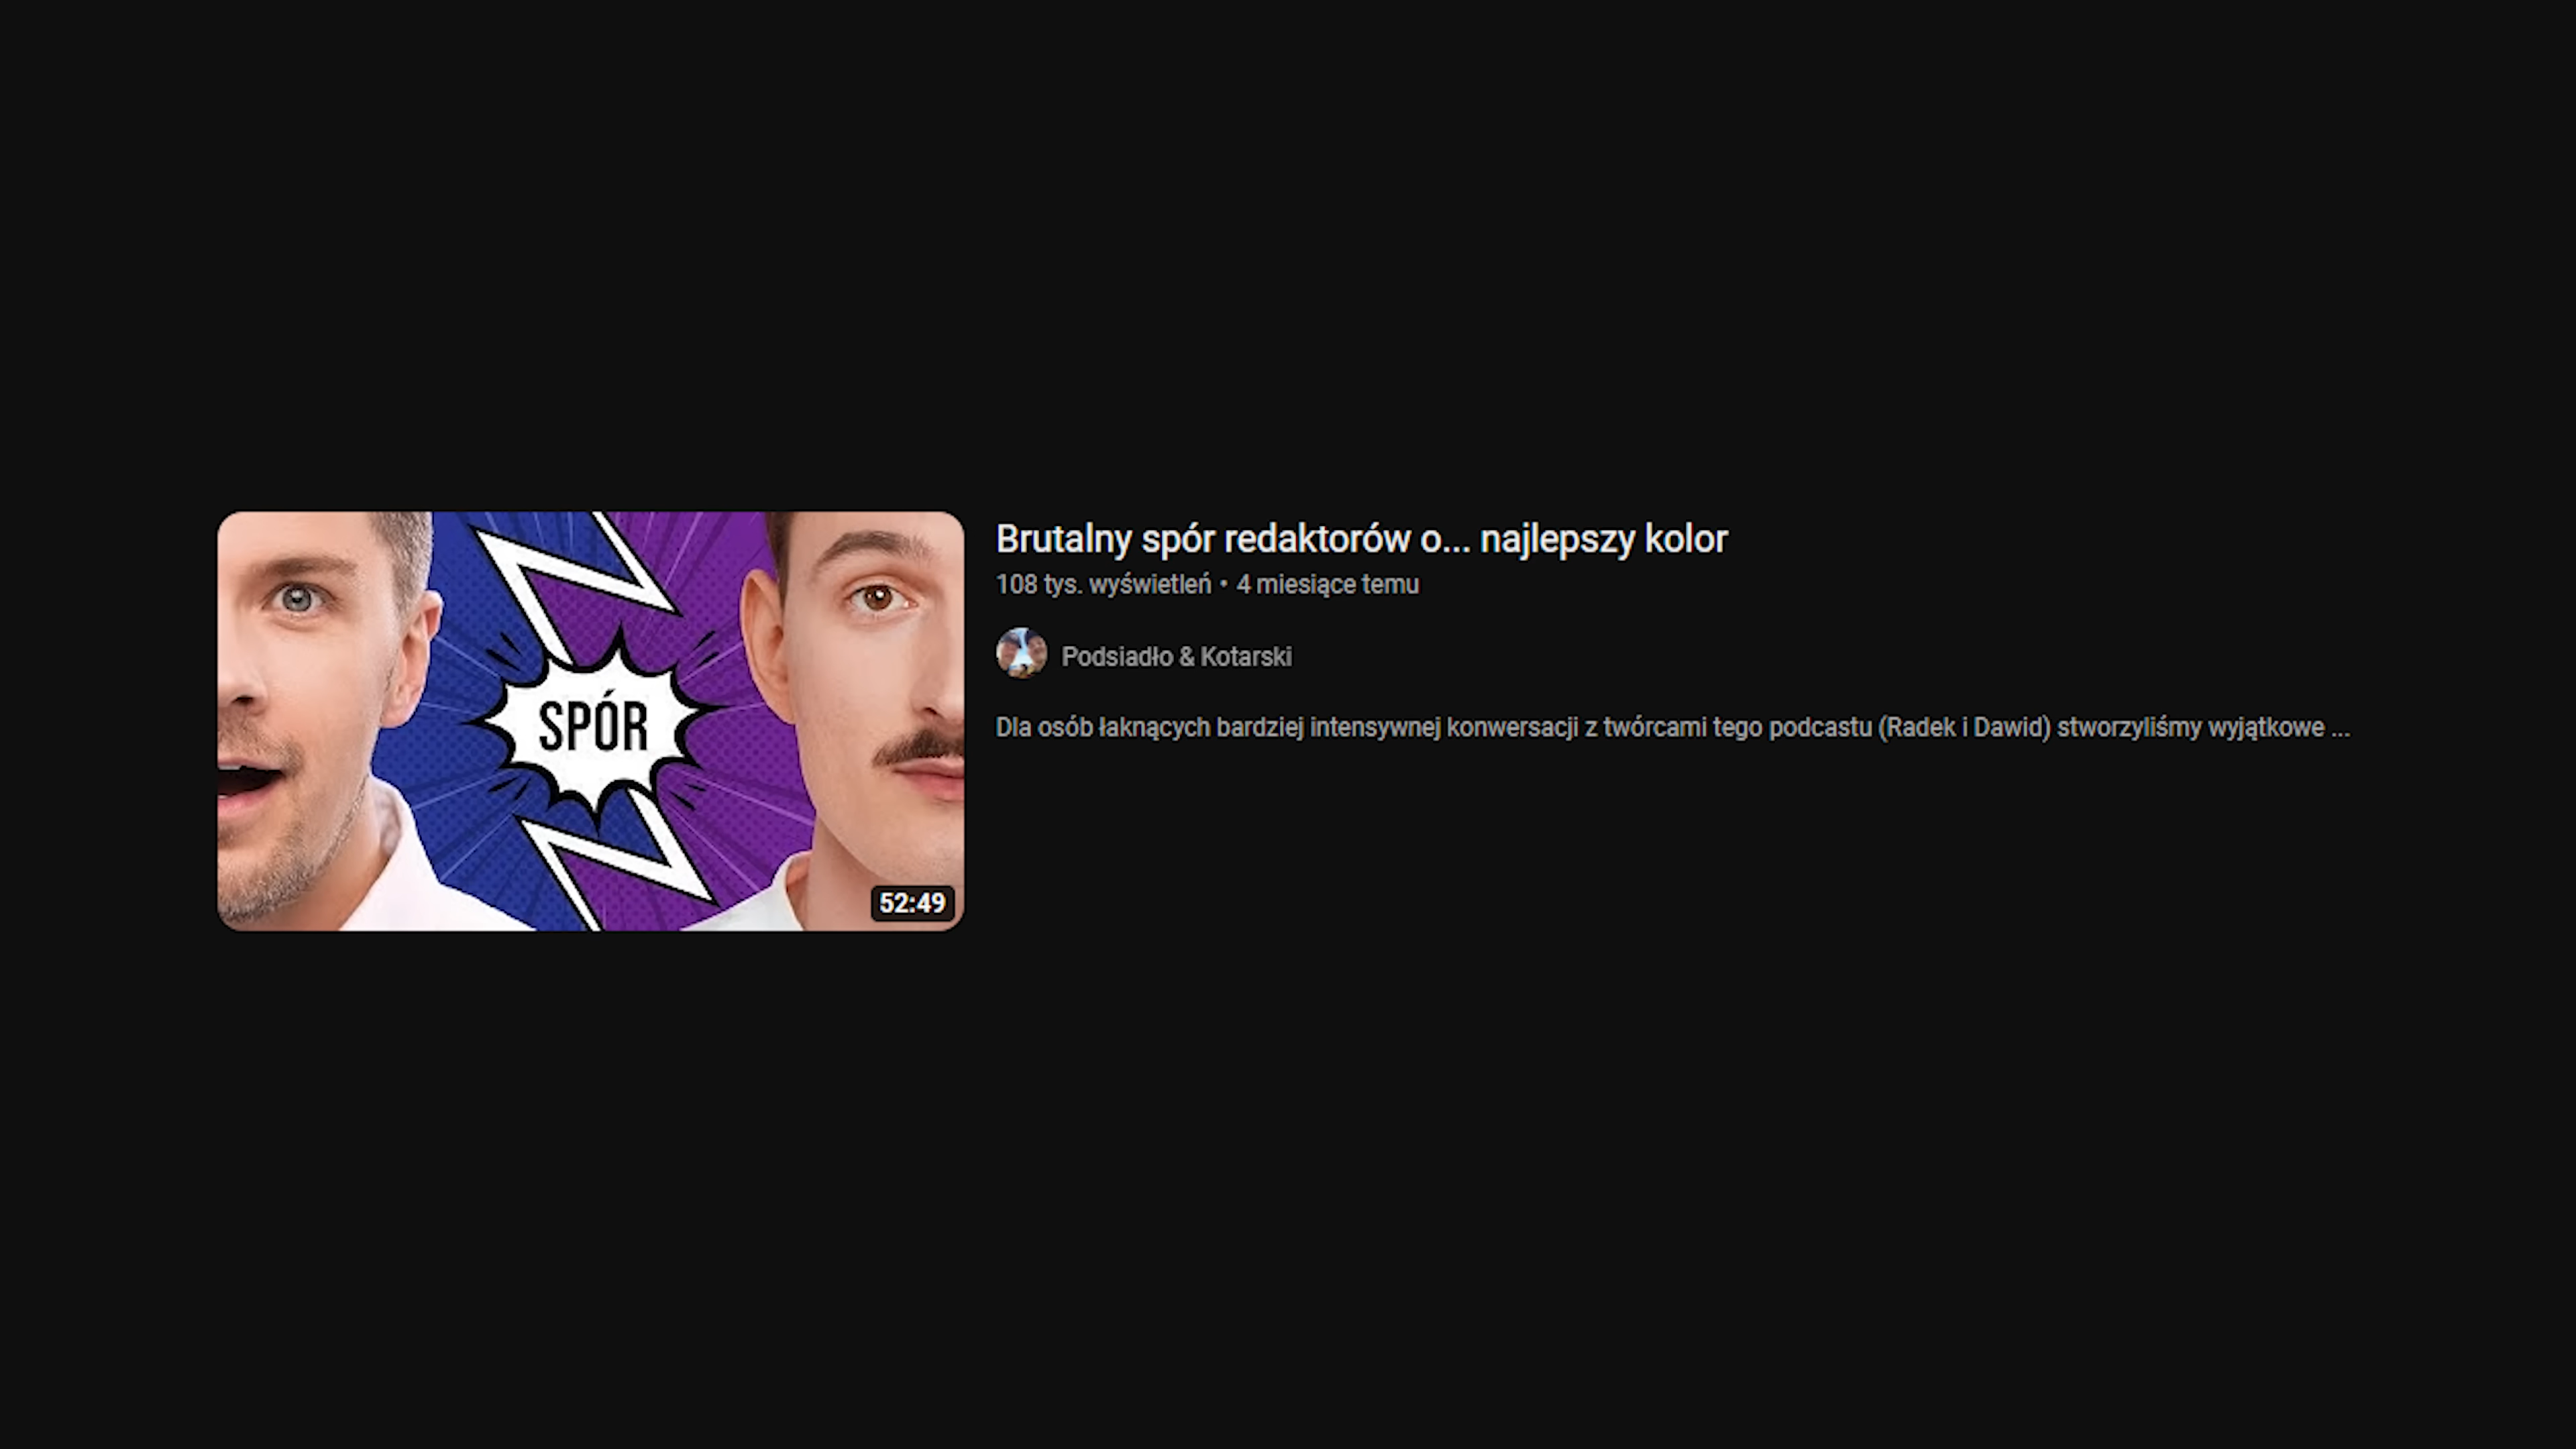 SPÓR
52:49
Brutalny spór redaktorów o... najlepszy kolor
108 tys. wyświetleń • 4 miesiące temu
Podsiadło & Kotarski
Dla osób łaknących bardziej intensywnej konwersacji z twórcami tego podcastu (Radek i Dawid) stworzyliśmy wyjątkowe ...